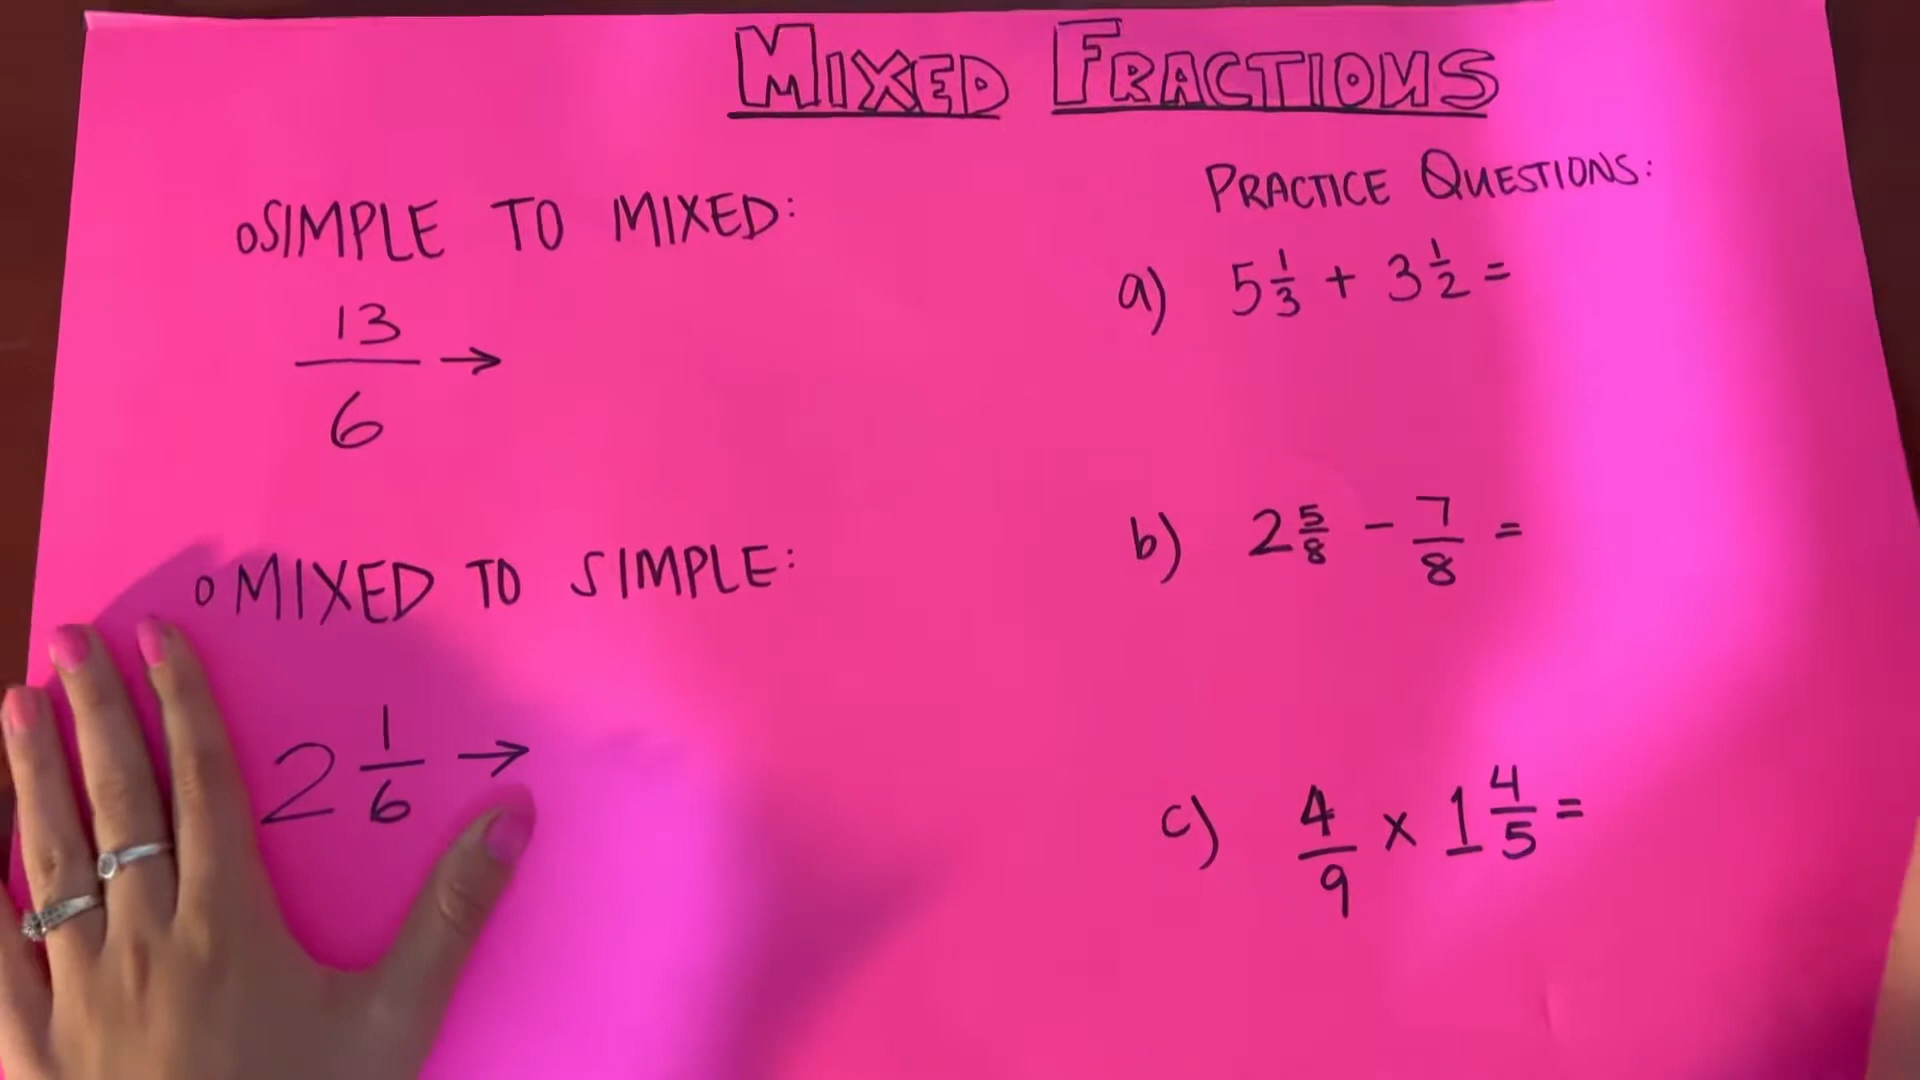 MIXED FRACTIONS
oSIMPLE TO MIXED:
13/6 →
o MIXED TO SIMPLE:
2 1/6 →
PRACTICE QUESTIONS:
a) 5 1/3 + 3 1/2 =
b) 2 5/8 - 7/8 =
c) 4/9 x 1 4/5 =